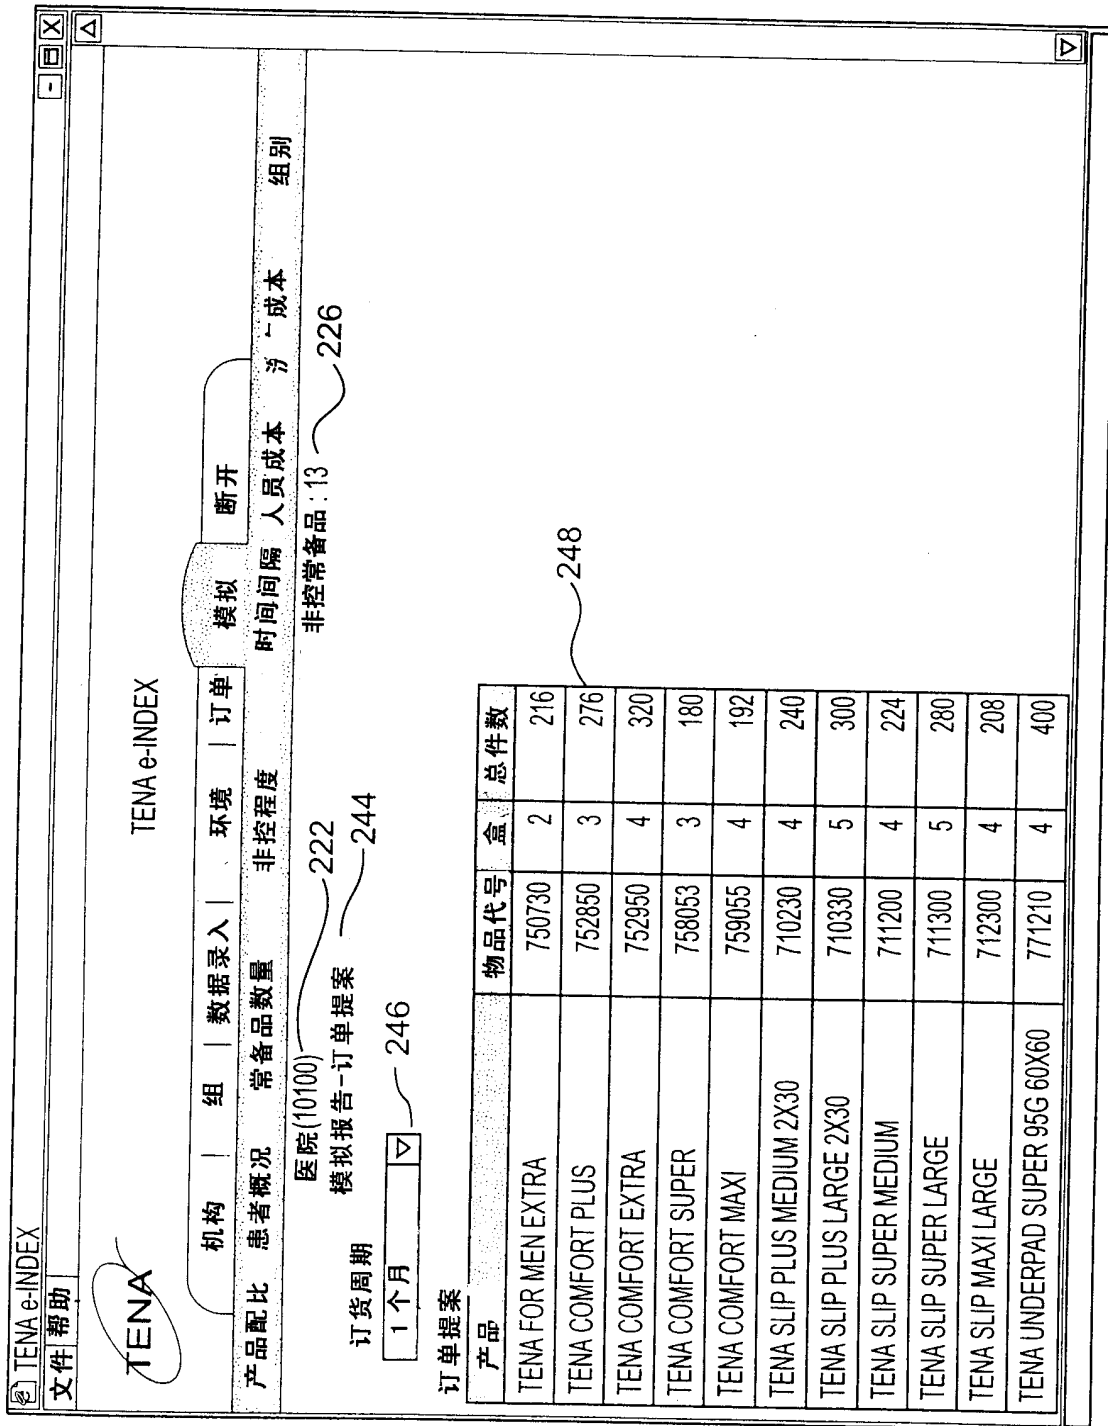 TENA e-INDEX
文件 帮助
TENA
TENA e-INDEX
机构 | 组 | 数据录入 | 环境 | 订单 模拟 断开
产品配比 患者概况 常备品数量 非控程度 时间间隔 人员成本 成本 组别
医院(10100) 222 非控常备品:13 226
模拟报告-订单提案 244
订货周期
1个月 246
订单提案
产品 物品代号 盒 总件数 248
TENA FOR MEN EXTRA 750730 2 216
TENA COMFORT PLUS 752850 3 276
TENA COMFORT EXTRA 752950 4 320
TENA COMFORT SUPER 758053 3 180
TENA COMFORT MAXI 759055 4 192
TENA SLIP PLUS MEDIUM 2X30 710230 4 240
TENA SLIP PLUS LARGE 2X30 710330 5 300
TENA SLIP SUPER MEDIUM 711200 4 224
TENA SLIP SUPER LARGE 711300 5 280
TENA SLIP MAXI LARGE 712300 4 208
TENA UNDERPAD SUPER 95G 60X60 771210 4 400